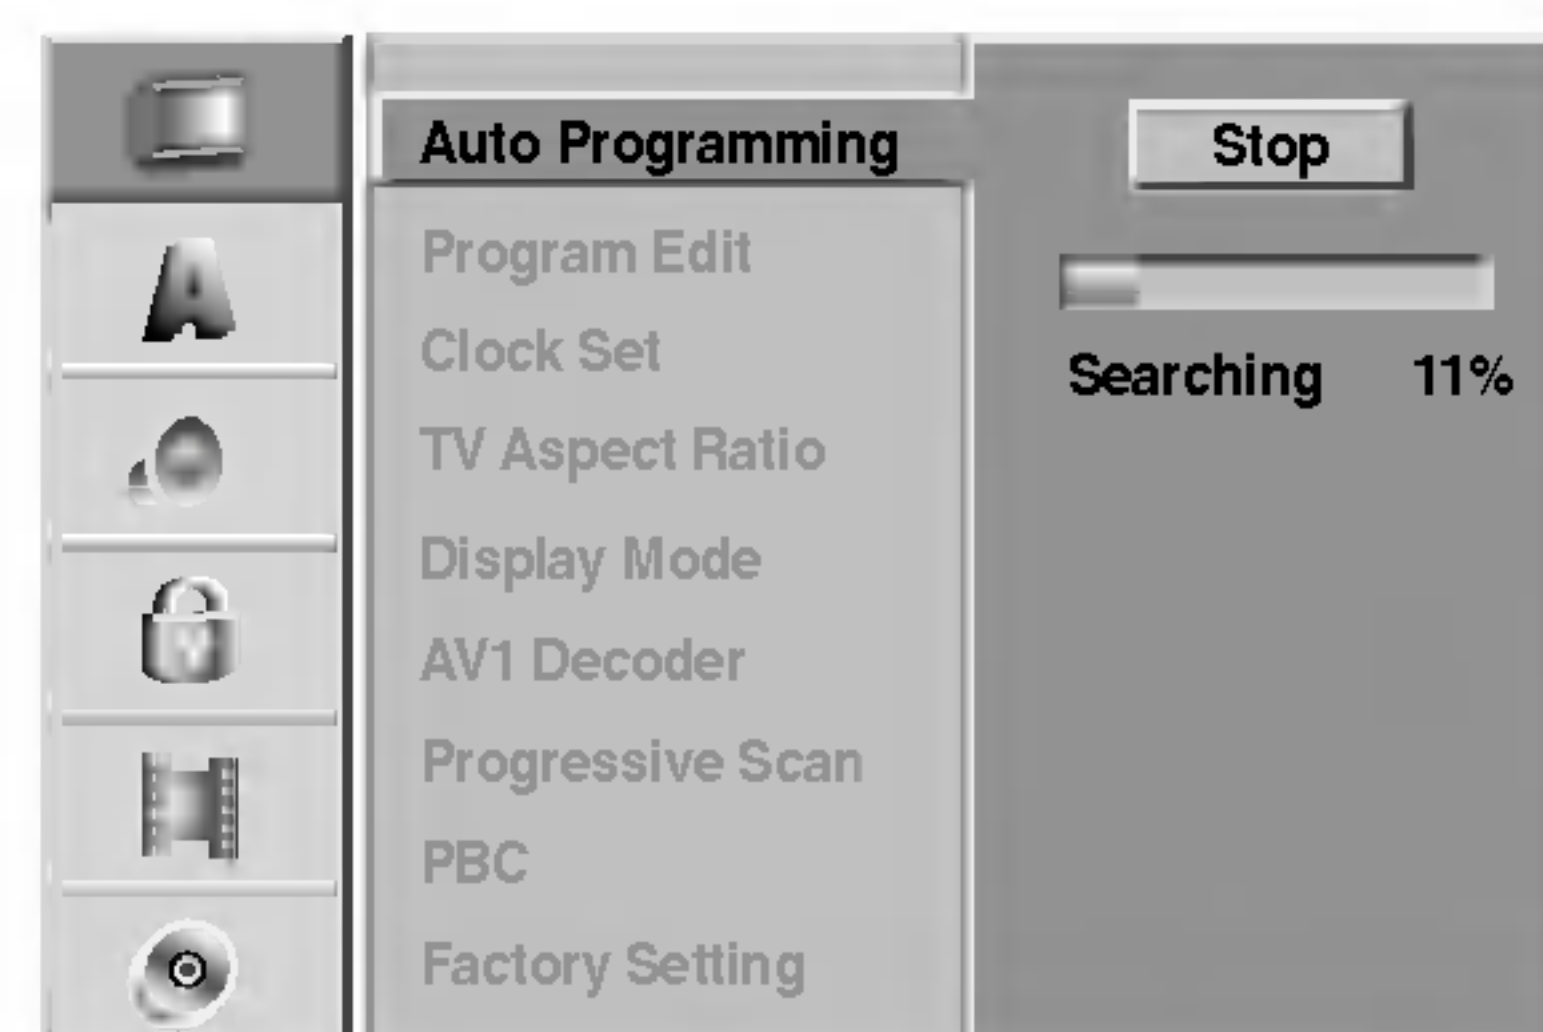 Auto Programming
Stop
Program Edit
Clock Set
Searching 11%
TV Aspect Ratio
Display Mode
AV1 Decoder
Progressive Scan
PBC
Factory Setting